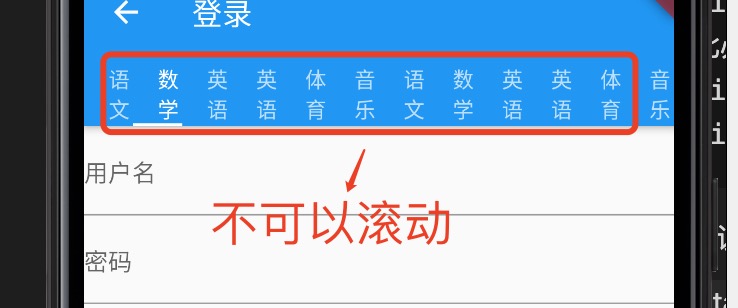 登录
语文 数学 英语 英语 体育 音乐 语文 数学 英语 英语 体育 音乐
用户名
不可以滚动
密码